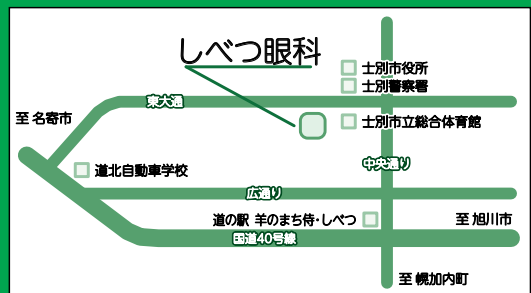 しべつ眼科
士別市役所
士別警察署
東大通
至 名寄市
士別市立総合体育館
中央通り
道北自動車学校
広通り
道の駅 羊のまち侍・しべつ
至 旭川市
国道40号線
至 幌加内町